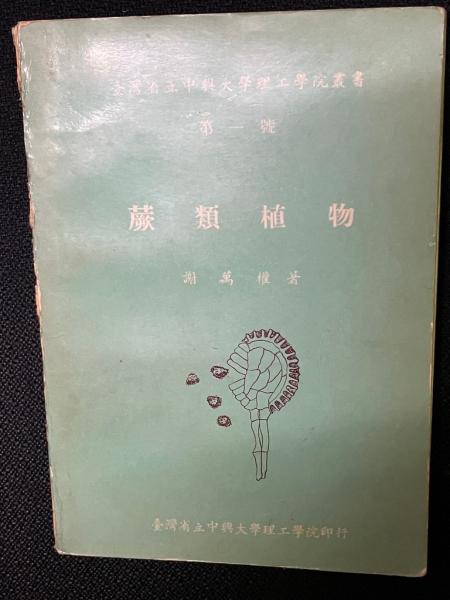 臺灣省立中興大學理工學院叢書
第一號
蕨類植物
謝萬權著
臺灣省立中興大學理工學院印行